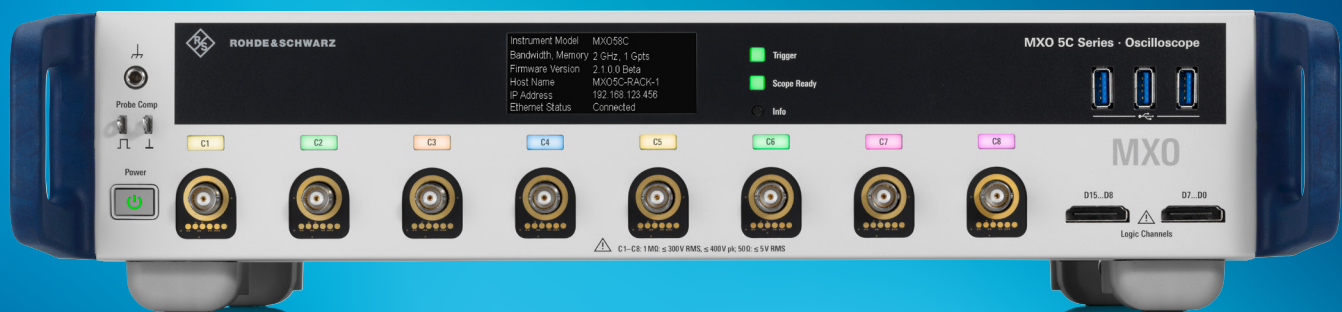 R&S
ROHDE&SCHWARZ
Instrument Model MXO58C
Bandwidth, Memory 2 GHz, 1 Gpts
Firmware Version 2.1.0.0 Beta
Host Name MXO5C-RACK-1
IP Address 192.168.123.456
Ethernet Status Connected
Trigger
Scope Ready
Info
MXO 5C Series · Oscilloscope
Probe Comp
Power
C1
C2
C3
C4
C5
C6
C7
C8
MXO
D15...D8
D7...D0
Logic Channels
C1–C8: 1 MΩ: ≤ 300 V RMS, ≤ 400 V pk; 50 Ω: ≤ 5 V RMS